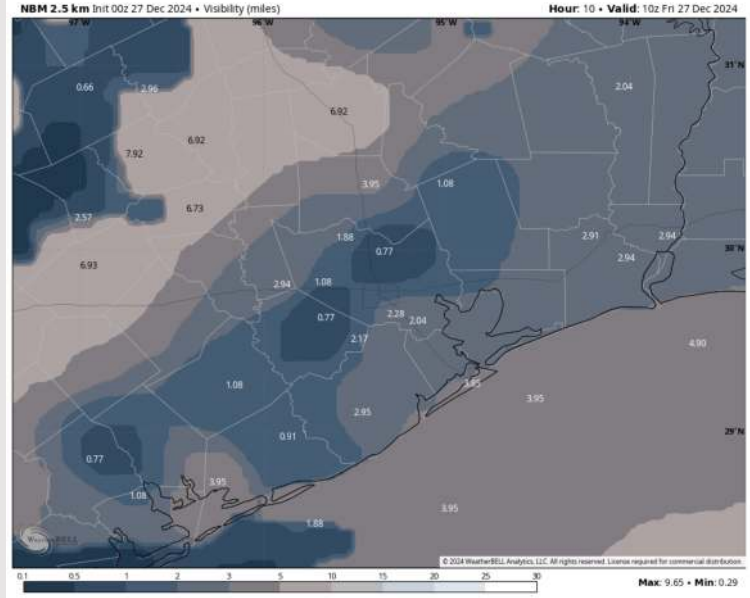 NBM 2.5 km Init 00z 27 Dec 2024 • Visibility (miles)
Hour: 10 • Valid: 10z Fri 27 Dec 2024
97°W 96°W 95°W 94°W
31°N
0.66 2.96 2.04
6.92
6.92
7.92
3.95 1.08
6.73
2.57
1.88 2.91 2.94
0.77 30°N
2.94
6.93
2.94 1.08
0.77 2.28 2.04
2.17
4.90
1.08 3.95
3.95
2.95
0.91 29°N
0.77
3.95
1.08
3.95
1.88
WeatherBELL
© 2024 WeatherBELL Analytics, LLC. All rights reserved. License required for commercial distribution.
0.1 0.5 1 2 3 5 10 15 20 25 30
Max: 9.65 • Min: 0.29